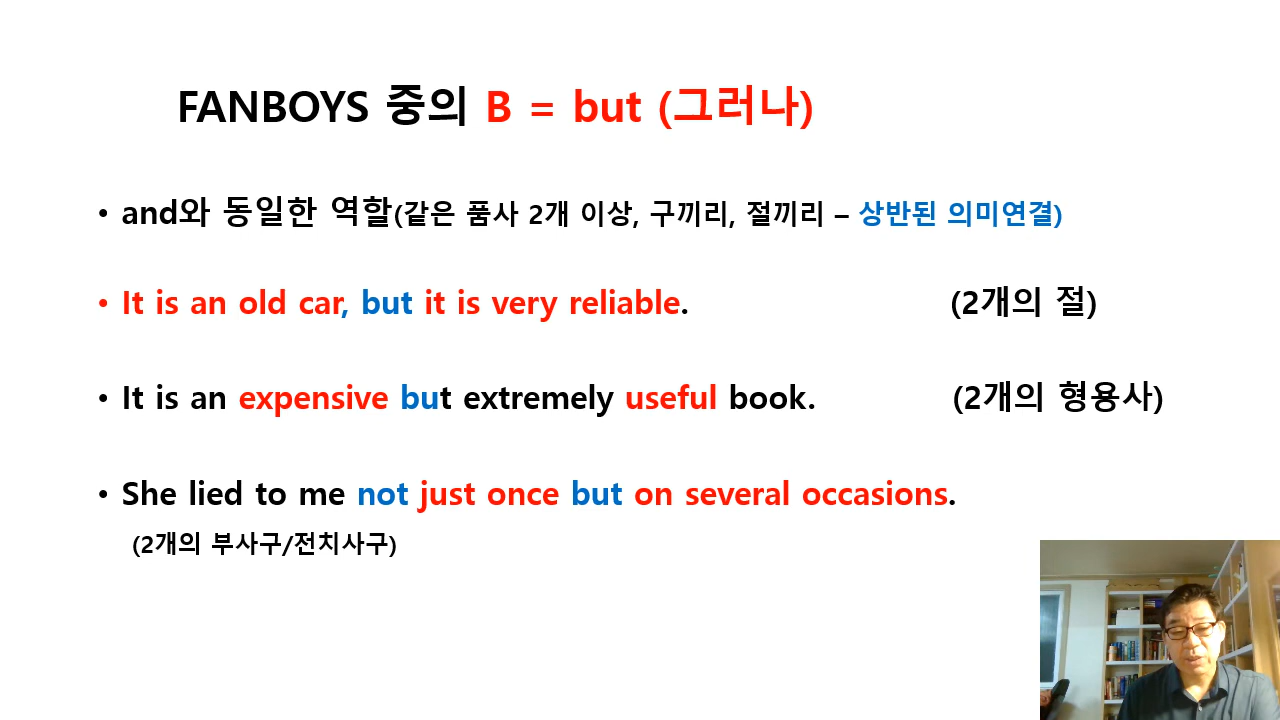 FANBOYS 중의 B = but (그러나)
• and와 동일한 역할(같은 품사 2개 이상, 구끼리, 절끼리 – 상반된 의미연결)
• It is an old car, but it is very reliable. (2개의 절)
• It is an expensive but extremely useful book. (2개의 형용사)
• She lied to me not just once but on several occasions.
(2개의 부사구/전치사구)